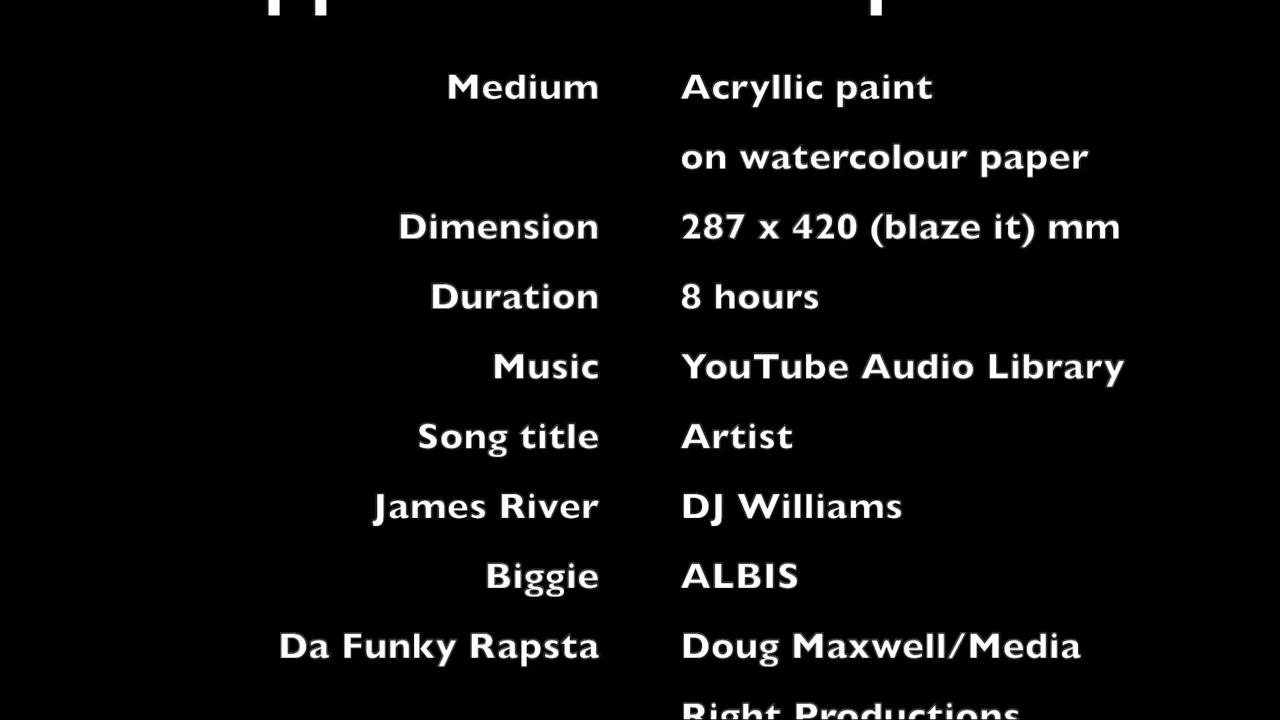 Medium Acryllic paint
on watercolour paper
Dimension 287 x 420 (blaze it) mm
Duration 8 hours
Music YouTube Audio Library
Song title Artist
James River DJ Williams
Biggie ALBIS
Da Funky Rapsta Doug Maxwell/Media
Right Productions